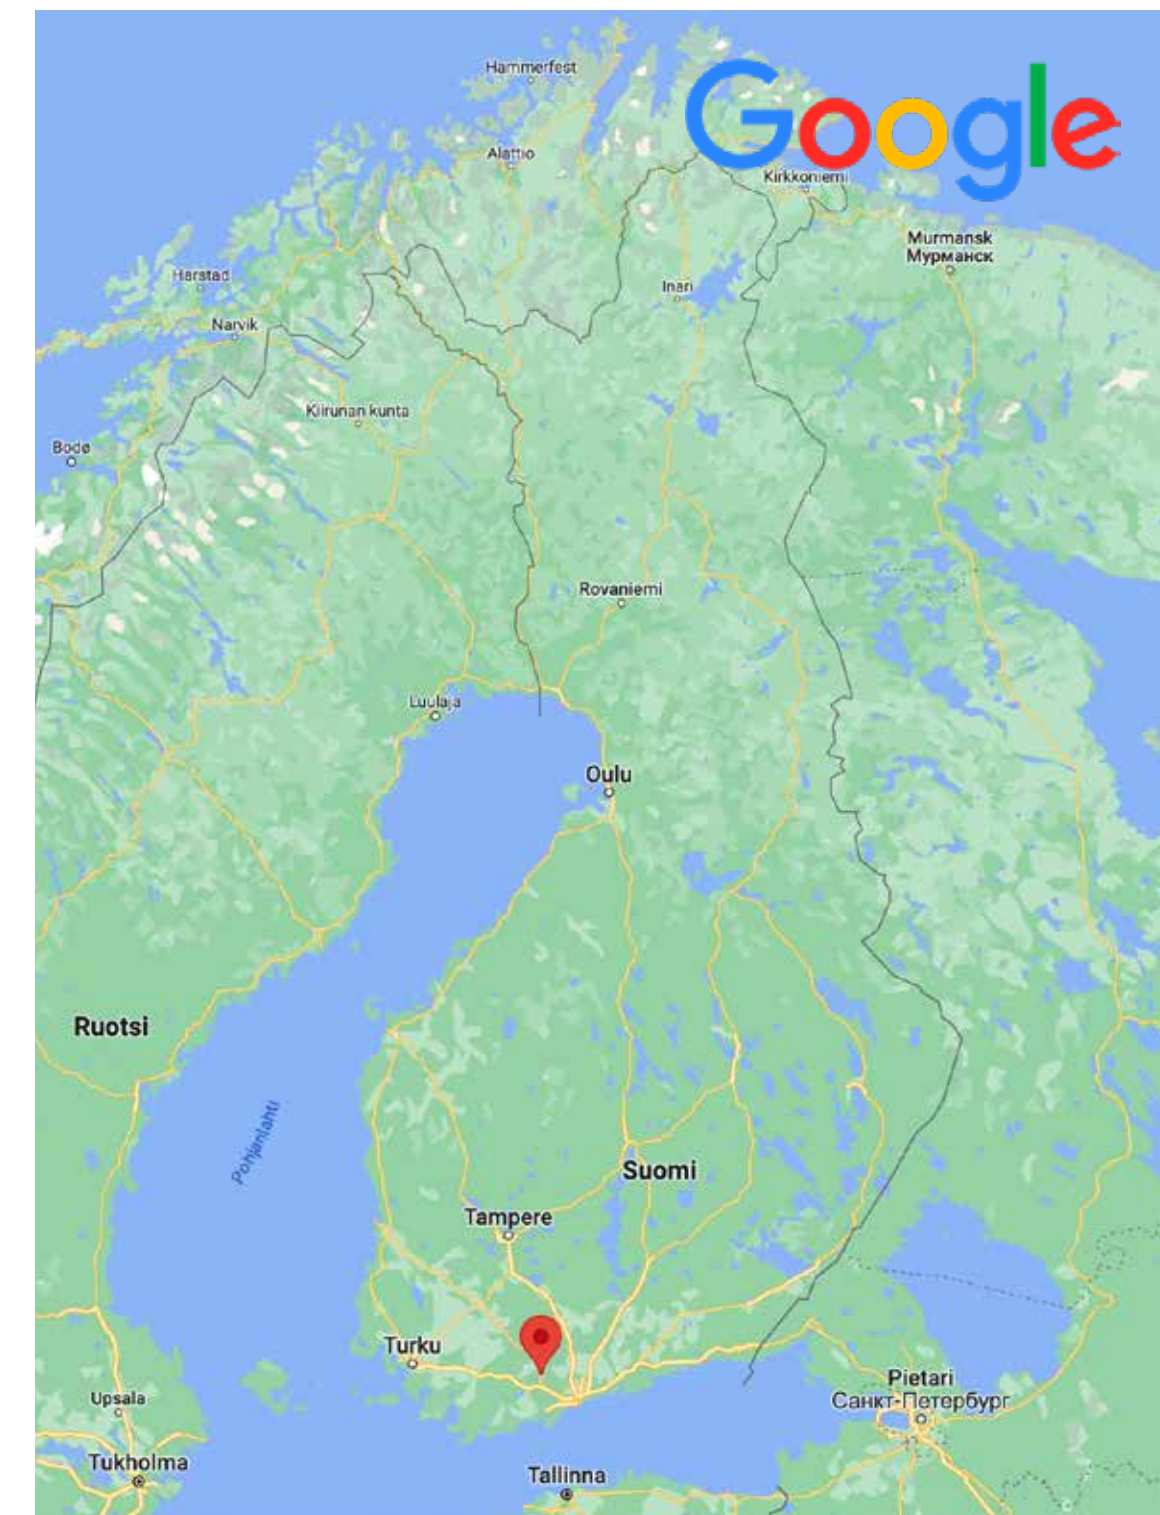 Hammerfest
Google
Alattio
Kirkkoniemi
Murmansk
Мурманск
Harstad
Inari
Narvik
Kiirunan kunta
Bodø
Rovaniemi
Luulaja
Oulu
Ruotsi
Pohjanlahti
Suomi
Tampere
Turku
Pietari
Санкт-Петербург
Upsala
Tukholma
Tallinna